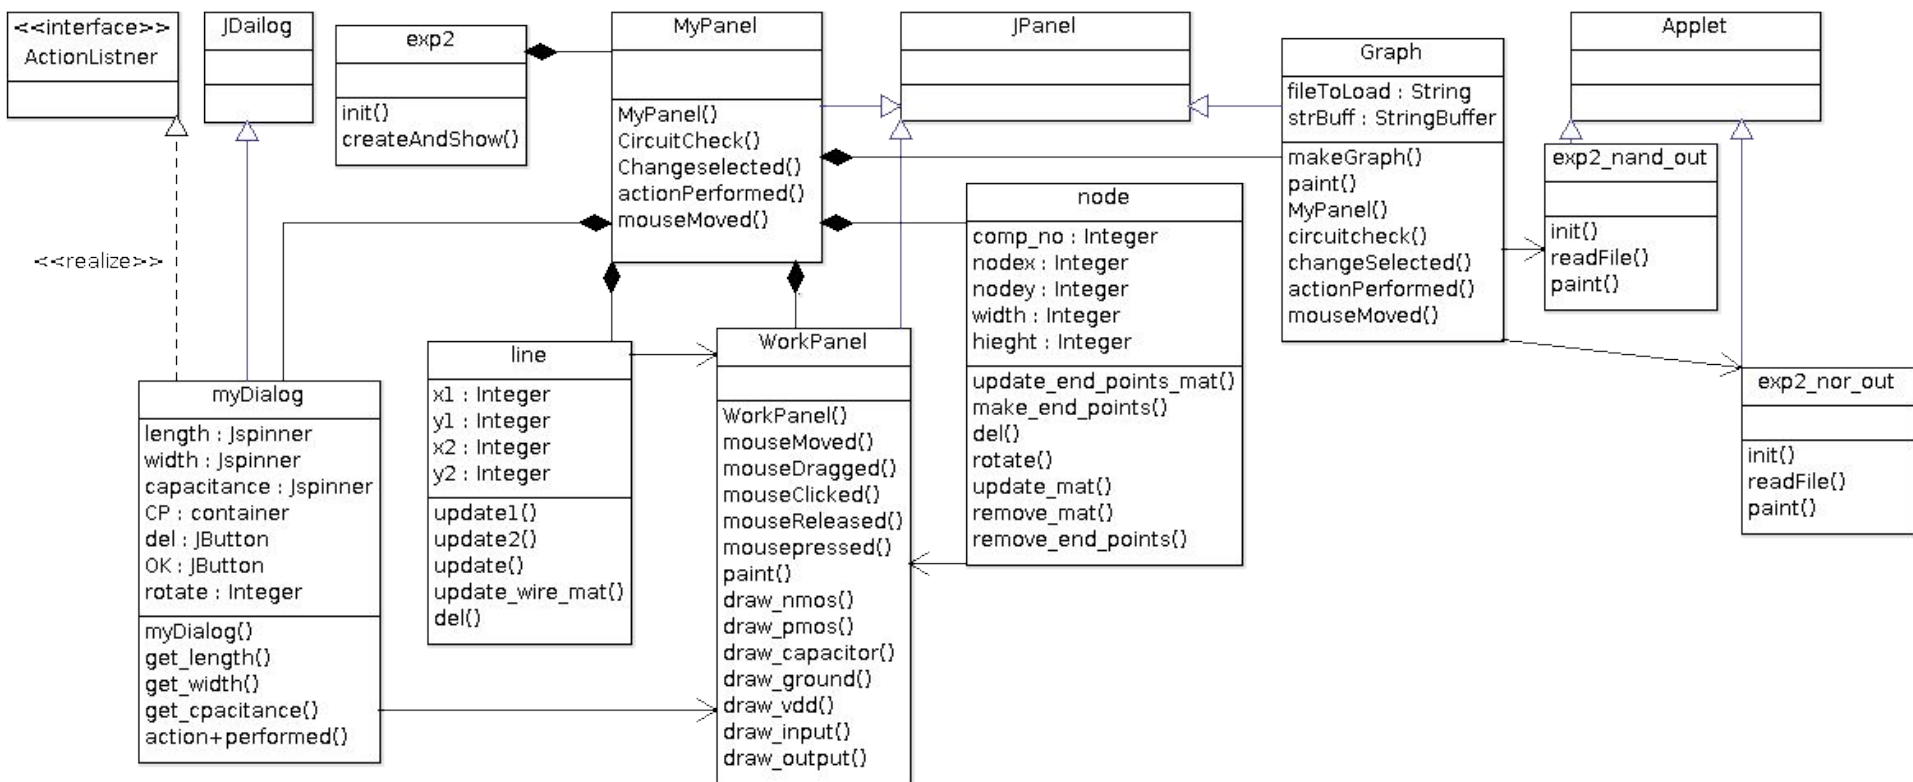 <<interface>>
ActionListner
JDailog
exp2
init()
createAndShow()
MyPanel
MyPanel()
CircuitCheck()
Changeselected()
actionPerformed()
mouseMoved()
JPanel
Graph
fileToLoad : String
strBuff : StringBuffer
makeGraph()
paint()
MyPanel()
circuitcheck()
changeSelected()
actionPerformed()
mouseMoved()
Applet
exp2_nand_out
init()
readFile()
paint()
node
comp_no : Integer
nodex : Integer
nodey : Integer
width : Integer
hieght : Integer
update_end_points_mat()
make_end_points()
del()
rotate()
update_mat()
remove_mat()
remove_end_points()
<<realize>>
myDialog
length : Jspinner
width : Jspinner
capacitance : Jspinner
CP : container
del : JButton
OK : JButton
rotate : Integer
myDialog()
get_length()
get_width()
get_cpacitance()
action+performed()
line
x1 : Integer
y1 : Integer
x2 : Integer
y2 : Integer
update1()
update2()
update()
update_wire_mat()
del()
WorkPanel
WorkPanel()
mouseMoved()
mouseDragged()
mouseClicked()
mouseReleased()
mousepressed()
paint()
draw_nmos()
draw_pmos()
draw_capacitor()
draw_ground()
draw_vdd()
draw_input()
draw_output()
exp2_nor_out
init()
readFile()
paint()